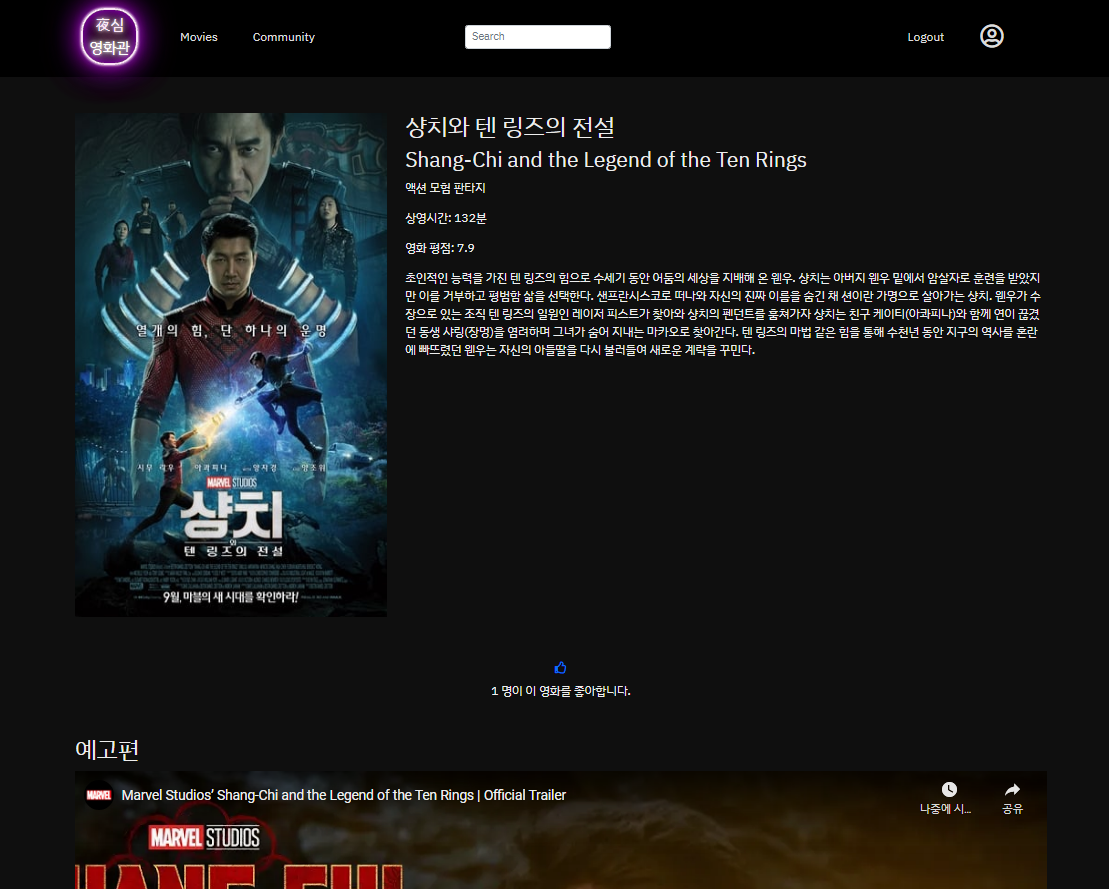 夜심
영화관
Movies
Community
Search
Logout
샹치와 텐 링즈의 전설
Shang-Chi and the Legend of the Ten Rings
액션 모험 판타지
상영시간: 132분
영화 평점: 7.9
초인적인 능력을 가진 텐 링즈의 힘으로 수세기 동안 어둠의 세상을 지배해 온 웬우. 샹치는 아버지 웬우 밑에서 암살자로 훈련을 받았지
만 이를 거부하고 평범함 삶을 선택한다. 샌프란시스코로 떠나와 자신의 진짜 이름을 숨긴 채 션이란 가명으로 살아가는 샹치. 웬우가 수
장으로 있는 조직 텐 링즈의 일원인 레이저 피스트가 찾아와 샹치의 펜던트를 훔쳐가자 샹치는 친구 케이티(아콰피나)와 함께 연이 끊겼
던 동생 샤링(장멍)을 염려하며 그녀가 숨어 지내는 마카오로 찾아간다. 텐 링즈의 마법 같은 힘을 통해 수천년 동안 지구의 역사를 혼란
에 빠뜨렸던 웬우는 자신의 아들딸을 다시 불러들여 새로운 계략을 꾸민다.
열개의 힘, 단 하나의 운명
시무 리우 아콰피나 양자경 양조위
MARVEL STUDIOS
샹치
와
텐 링즈의 전설
9월, 마블의 새 시대를 확인하라!
1 명이 이 영화를 좋아합니다.
예고편
MARVEL
Marvel Studios’ Shang-Chi and the Legend of the Ten Rings | Official Trailer
나중에 시...
공유
MARVEL STUDIOS
SHANG-CHI